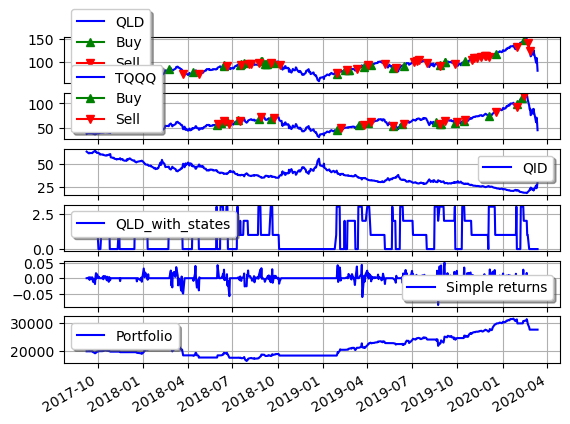 QLD
Buy
Sell
150
100
TQQQ
Buy
Sell
100
50
QID
50
25
QLD_with_states
2.5
0.0
0.05
0.00
−0.05
Simple returns
Portfolio
30000
20000
2017-10
2018-01
2018-04
2018-07
2018-10
2019-01
2019-04
2019-07
2019-10
2020-01
2020-04